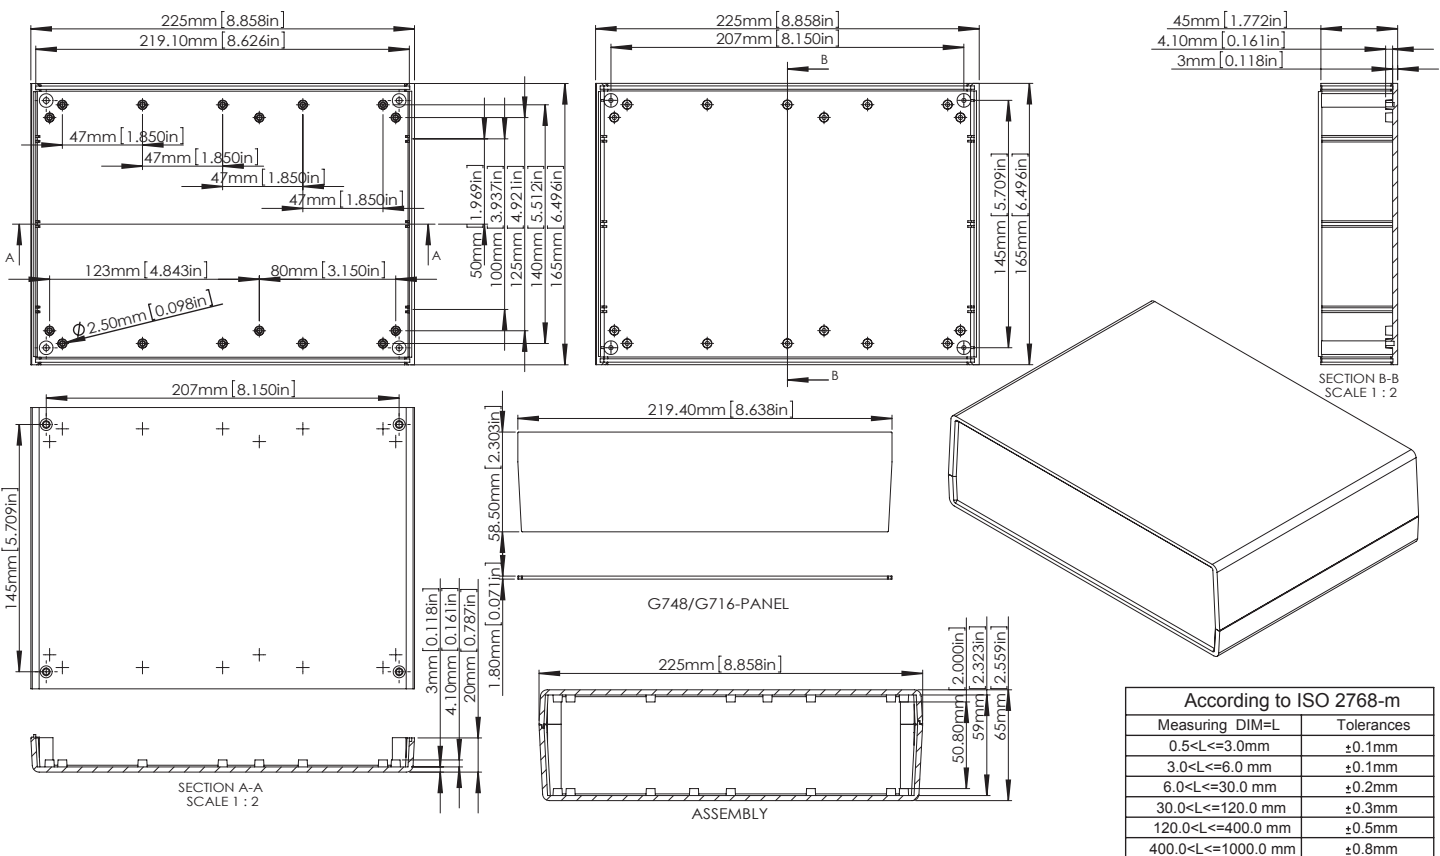 225mm [8.858in]
219.10mm [8.626in]
47mm [1.850in]
47mm [1.850in]
47mm [1.850in]
47mm [1.850in]
A
A
123mm [4.843in]
80mm [3.150in]
Ø2.50mm [0.098in]
50mm [1.969in]
100mm [3.937in]
125mm [4.921in]
140mm [5.512in]
165mm [6.496in]
225mm [8.858in]
207mm [8.150in]
B
B
145mm [5.709in]
165mm [6.496in]
45mm [1.772in]
4.10mm [0.161in]
3mm [0.118in]
SECTION B-B
SCALE 1 : 2
207mm [8.150in]
145mm [5.709in]
3mm [0.118in]
4.10mm [0.161in]
20mm [0.787in]
SECTION A-A
SCALE 1 : 2
219.40mm [8.638in]
58.50mm [2.303in]
1.80mm [0.071in]
G748/G716-PANEL
225mm [8.858in]
50.80mm [2.000in]
59mm [2.323in]
65mm [2.559in]
ASSEMBLY
According to ISO 2768-m
Measuring DIM=L Tolerances
0.5<L<=3.0mm ±0.1mm
3.0<L<=6.0 mm ±0.1mm
6.0<L<=30.0 mm ±0.2mm
30.0<L<=120.0 mm ±0.3mm
120.0<L<=400.0 mm ±0.5mm
400.0<L<=1000.0 mm ±0.8mm